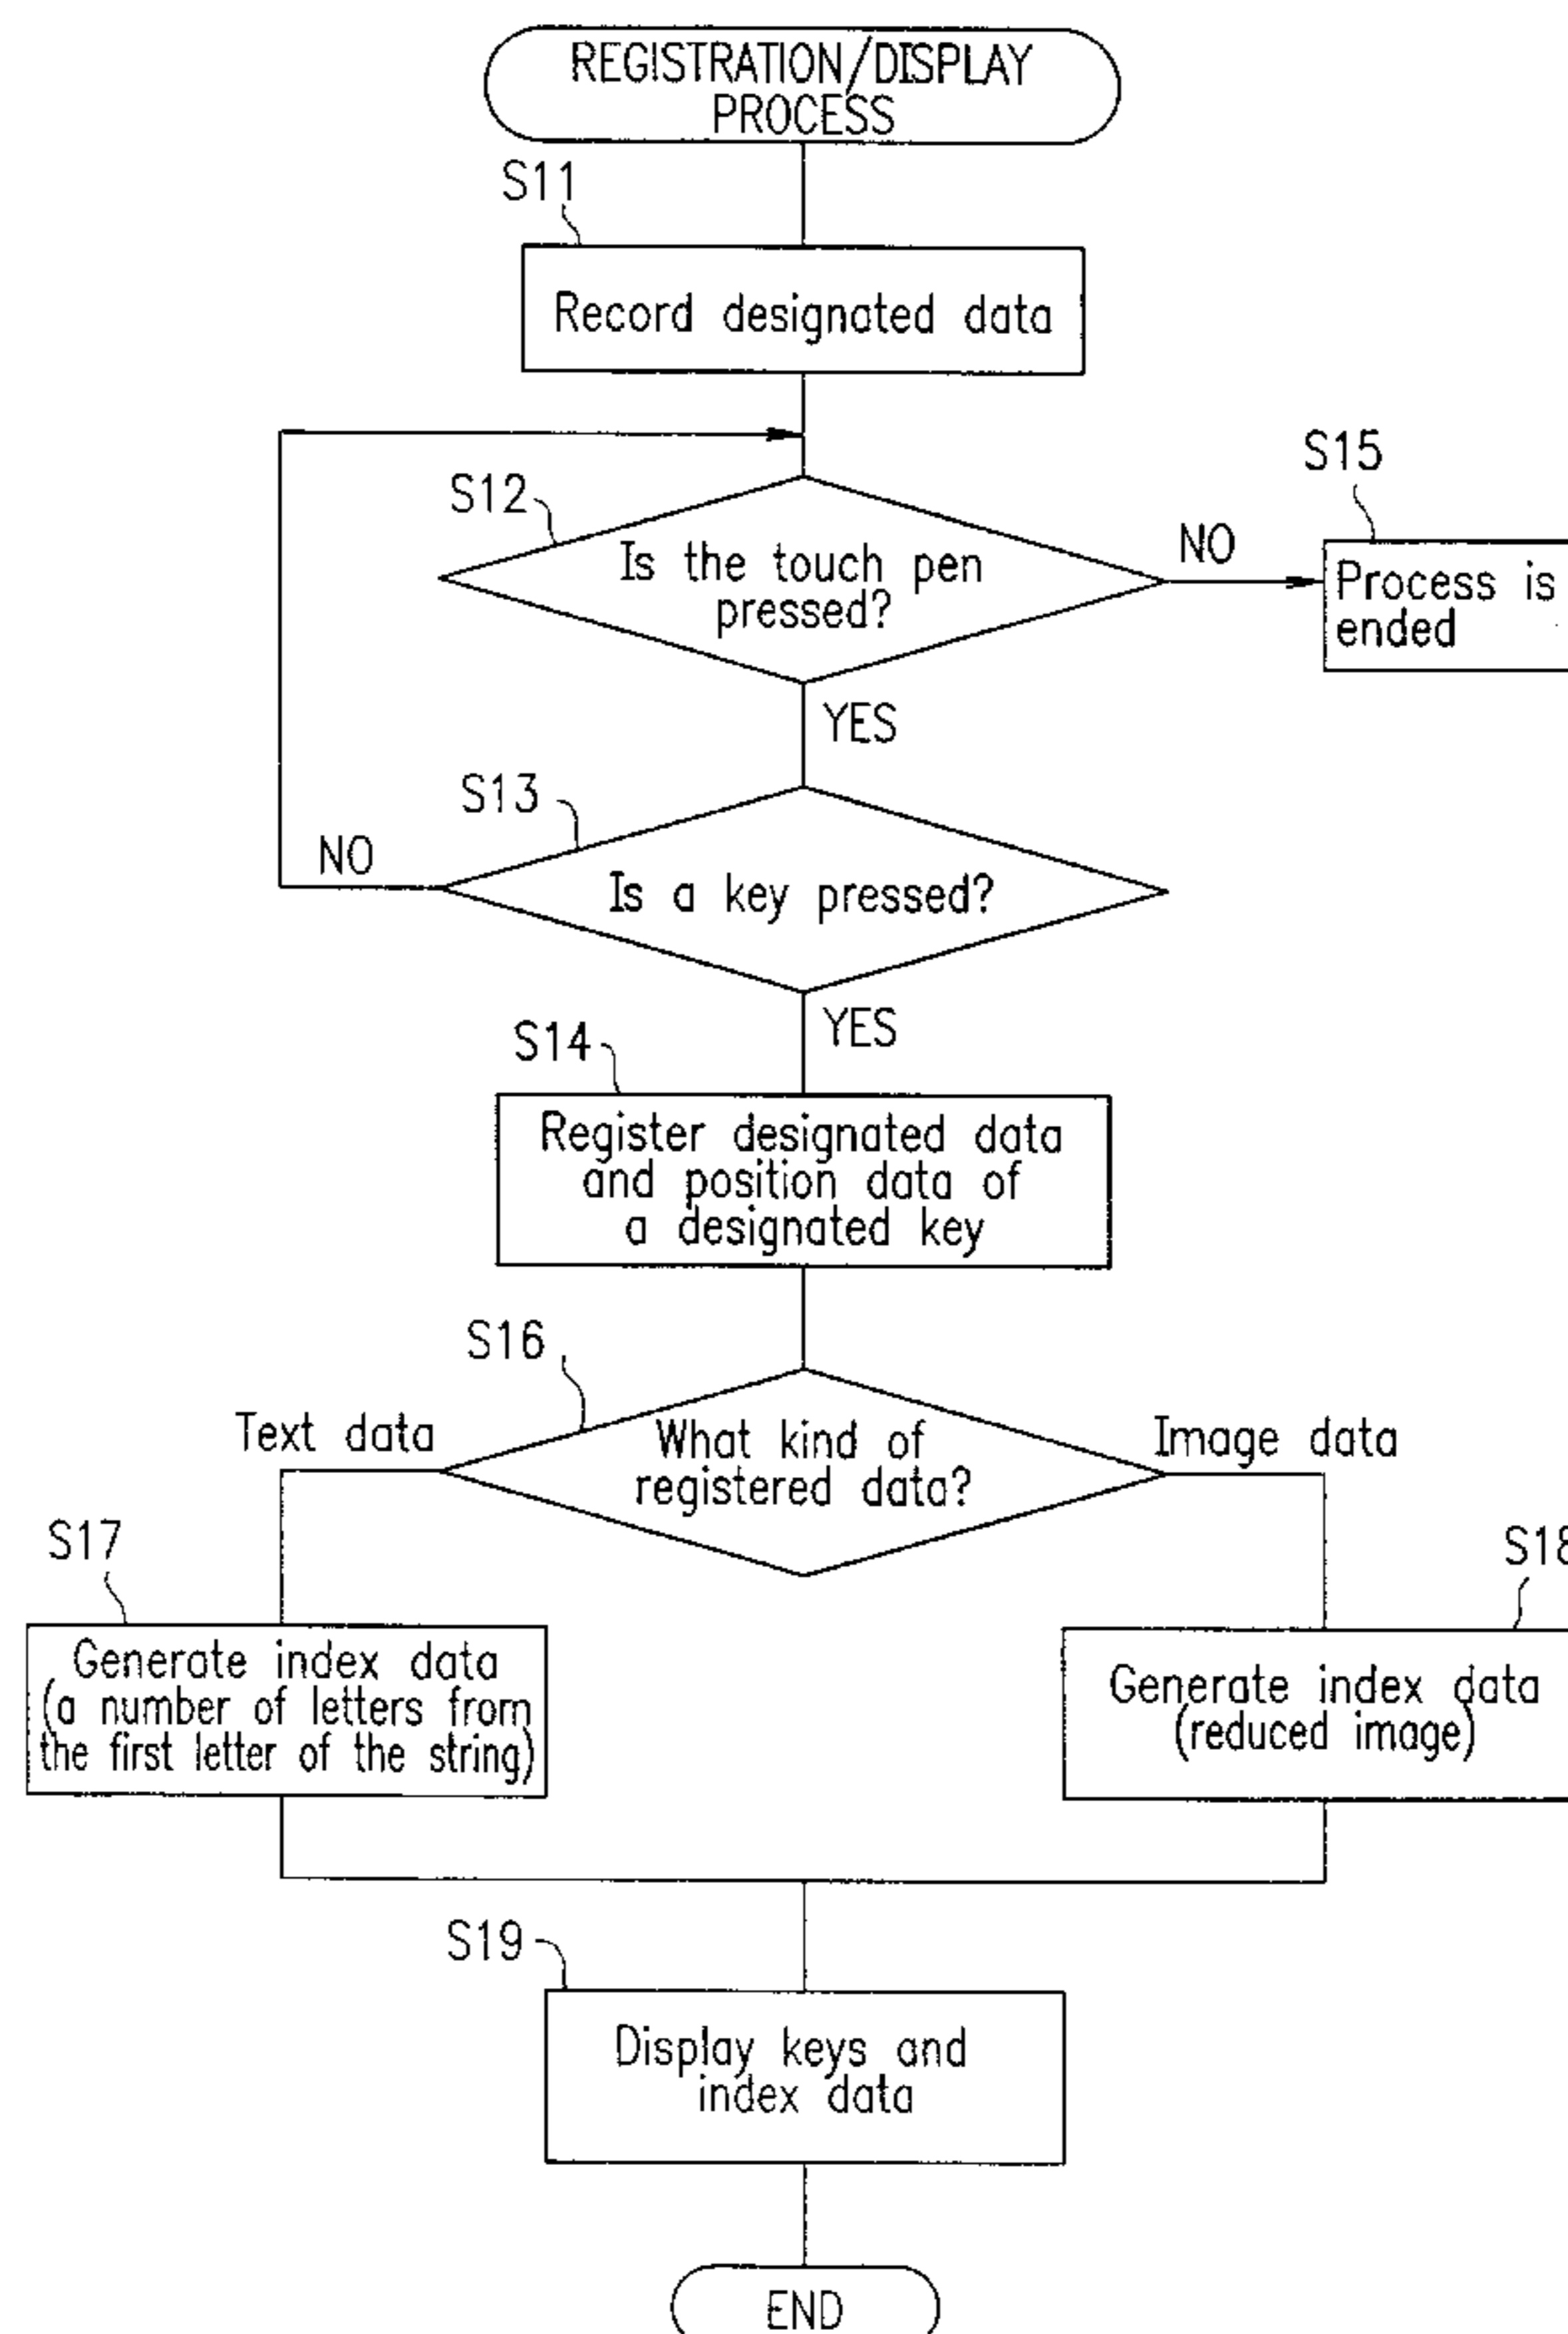 REGISTRATION/DISPLAY
PROCESS
S11
Record designated data
S12
Is the touch pen
pressed?
NO
S15
Process is
ended
YES
S13
NO
Is a key pressed?
YES
S14
Register designated data
and position data of
a designated key
S16
What kind of
registered data?
Text data
Image data
S17
Generate index data
(a number of letters from
the first letter of the string)
S18
Generate index data
(reduced image)
S19
Display keys and
index data
END